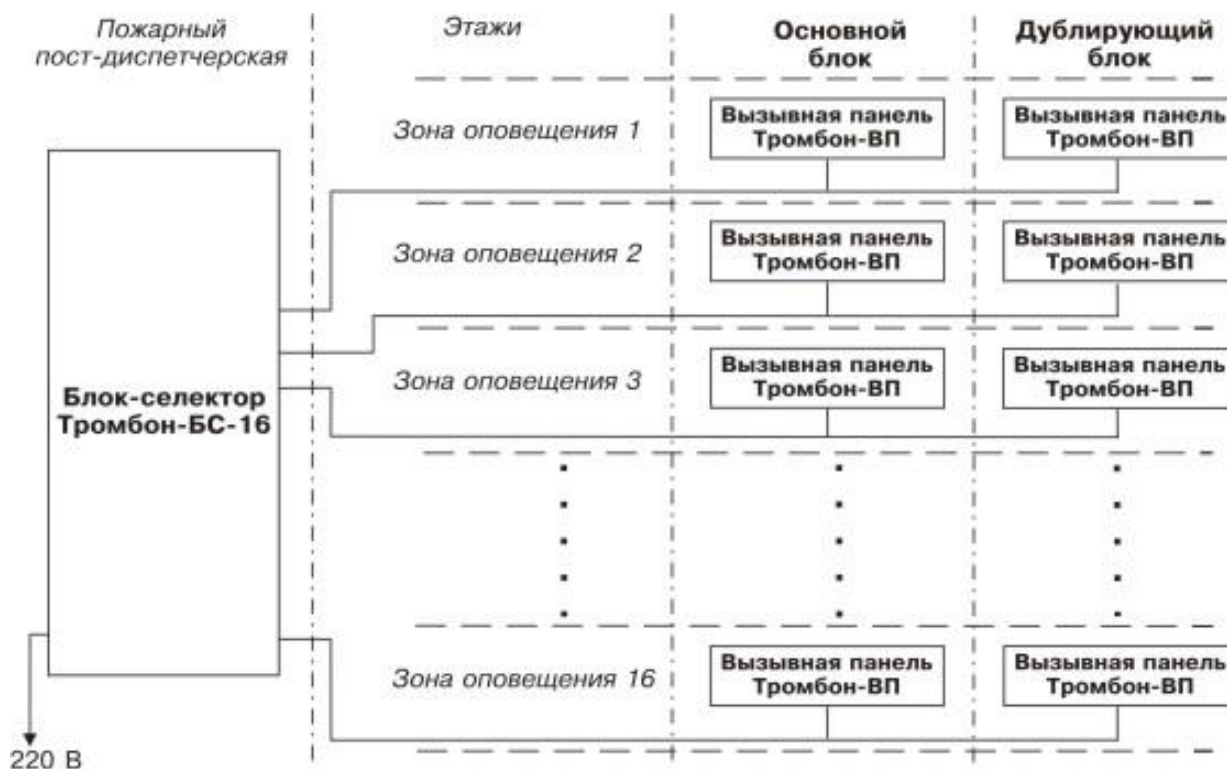 Пожарный
пост-диспетчерская
Этажи
Основной
блок
Дублирующий
блок
Зона оповещения 1
Вызывная панель
Тромбон-ВП
Вызывная панель
Тромбон-ВП
Зона оповещения 2
Вызывная панель
Тромбон-ВП
Вызывная панель
Тромбон-ВП
Блок-селектор
Тромбон-БС-16
Зона оповещения 3
Вызывная панель
Тромбон-ВП
Вызывная панель
Тромбон-ВП
Зона оповещения 16
Вызывная панель
Тромбон-ВП
Вызывная панель
Тромбон-ВП
220 В